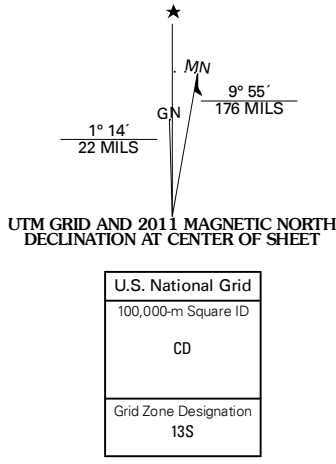 MN
GN
9° 55´
176 MILS
1° 14´
22 MILS
UTM GRID AND 2011 MAGNETIC NORTH
DECLINATION AT CENTER OF SHEET
U.S. National Grid
100,000-m Square ID
CD
Grid Zone Designation
13S